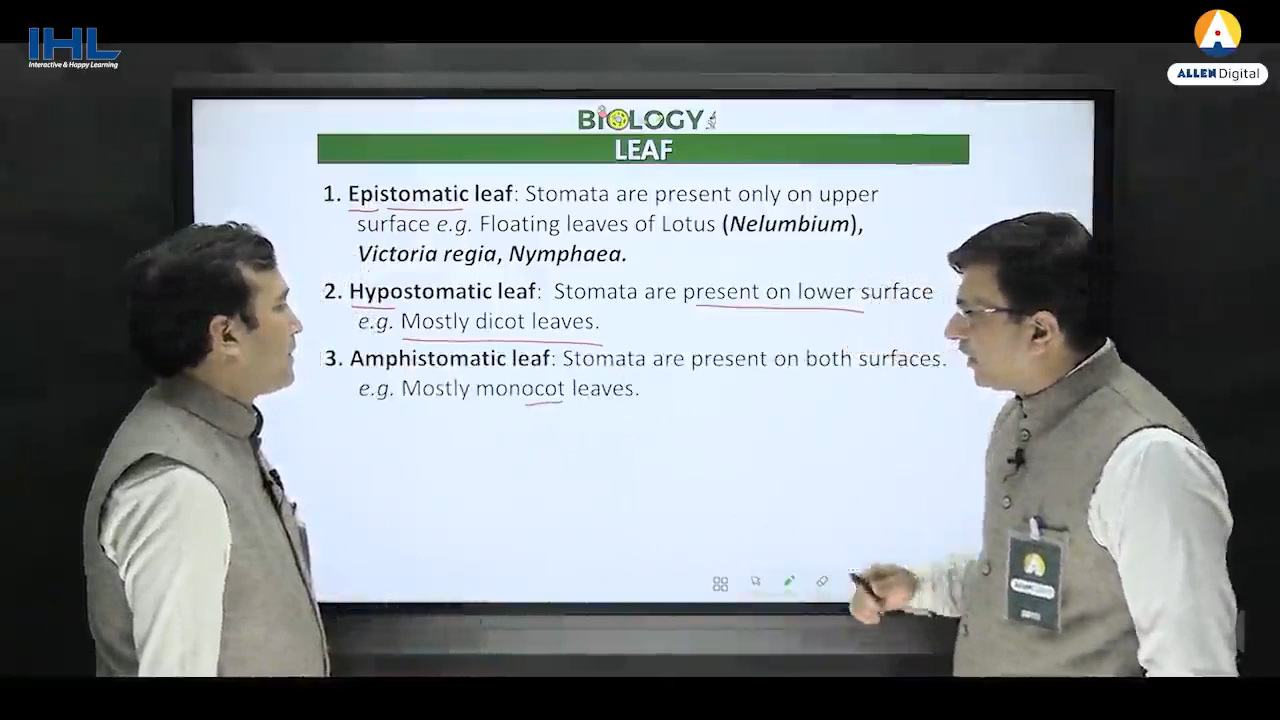 IHL
Interactive & Happy Learning
ALLEN Digital
BIOLOGY
LEAF
1. Epistomatic leaf: Stomata are present only on upper
surface e.g. Floating leaves of Lotus (Nelumbium),
Victoria regia, Nymphaea.
2. Hypostomatic leaf: Stomata are present on lower surface
e.g. Mostly dicot leaves.
3. Amphistomatic leaf: Stomata are present on both surfaces.
e.g. Mostly monocot leaves.